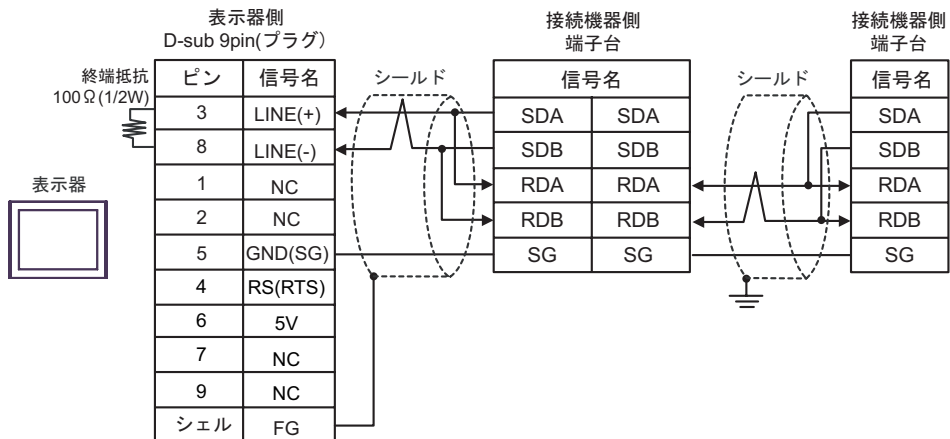 表示器側
D-sub 9pin(プラグ)
接続機器側
端子台
接続機器側
端子台
終端抵抗
100Ω(1/2W)
ピン 信号名
シールド
信号名
シールド
信号名
3 LINE(+)
SDA SDA
SDA
8 LINE(-)
SDB SDB
SDB
表示器
1 NC
RDA RDA
RDA
2 NC
RDB RDB
RDB
5 GND(SG)
SG SG
SG
4 RS(RTS)
6 5V
7 NC
9 NC
シェル FG